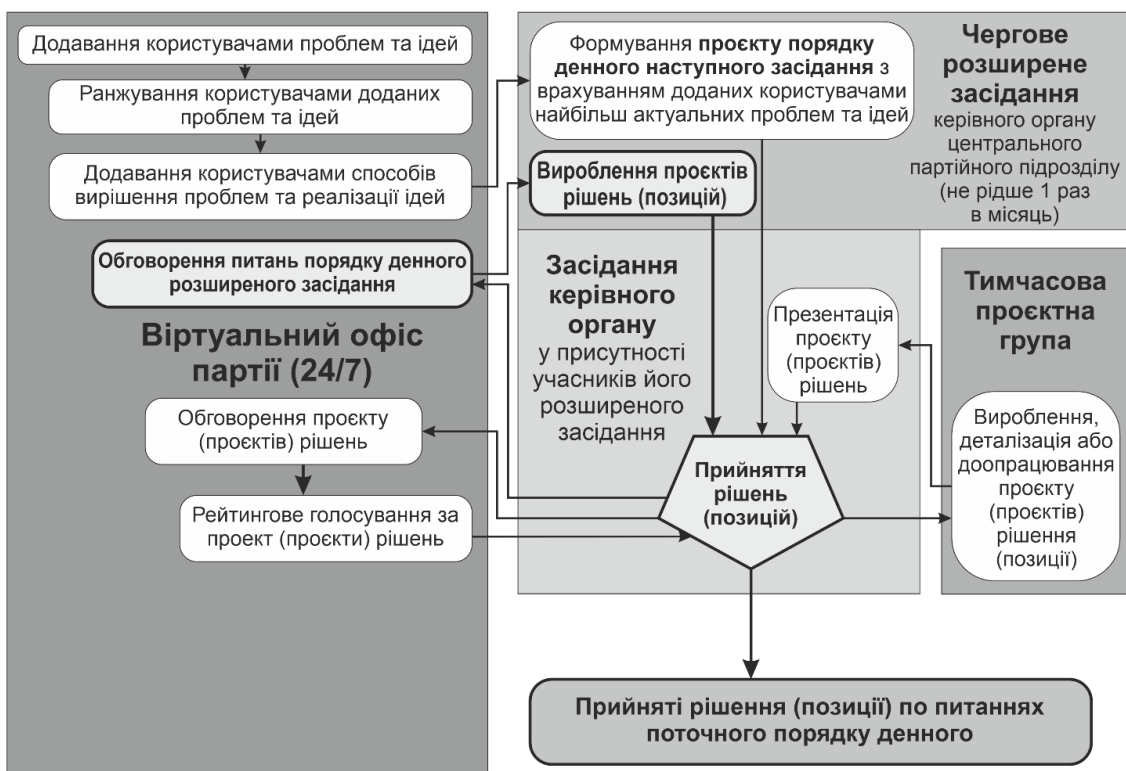 Додавання користувачами проблем та ідей
Ранжування користувачами доданих
проблем та ідей
Додавання користувачами способів
вирішення проблем та реалізації ідей
Обговорення питань порядку денного
розширеного засідання
Віртуальний офіс
партії (24/7)
Обговорення проєкту
(проєктів) рішень
Рейтингове голосування за
проект (проєкти) рішень
Формування проєкту порядку
денного наступного засідання з
врахуванням доданих користувачами
найбільш актуальних проблем та ідей
Вироблення проєктів
рішень (позицій)
Чергове
розширене
засідання
керівного органу
центрального
партійного підрозділу
(не рідше 1 раз
в місяць)
Засідання
керівного
органу
у присутності
учасників його
розширеного
засідання
Презентація
проєкту
(проєктів)
рішень
Прийняття
рішень
(позицій)
Тимчасова
проєктна
група
Вироблення,
деталізація або
доопрацювання
проєкту
(проєктів)
рішення
(позиції)
Прийняті рішення (позиції) по питаннях
поточного порядку денного